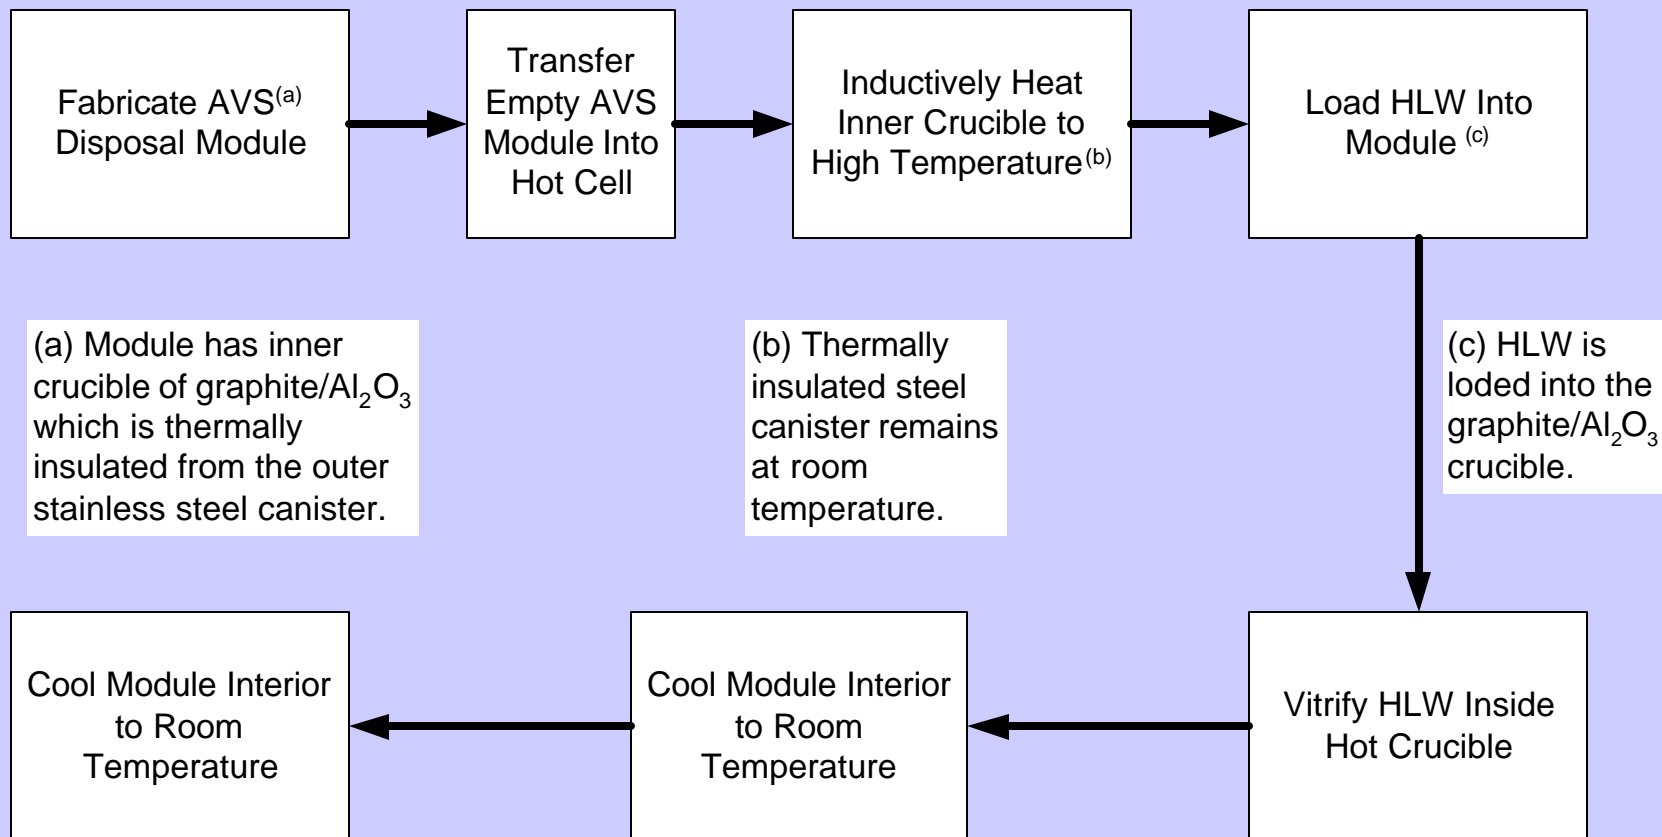 Fabricate AVS(a)
Disposal Module
Transfer
Empty AVS
Module Into
Hot Cell
Inductively Heat
Inner Crucible to
High Temperature(b)
Load HLW Into
Module (c)
(a) Module has inner
crucible of graphite/Al2O3
which is thermally
insulated from the outer
stainless steel canister.
(b) Thermally
insulated steel
canister remains
at room
temperature.
(c) HLW is
loded into the
graphite/Al2O3
crucible.
Cool Module Interior
to Room
Temperature
Cool Module Interior
to Room
Temperature
Vitrify HLW Inside
Hot Crucible